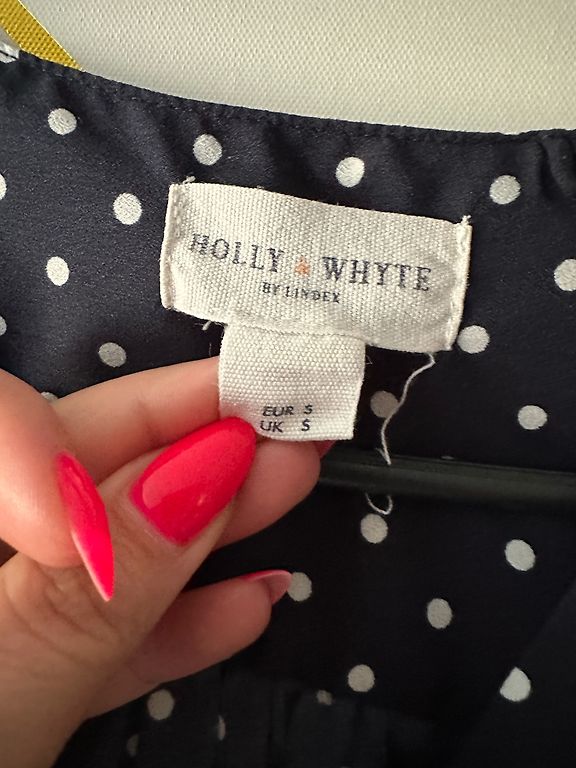 HOLLY & WHYTE
BY LINDEX
EUR S
UK S